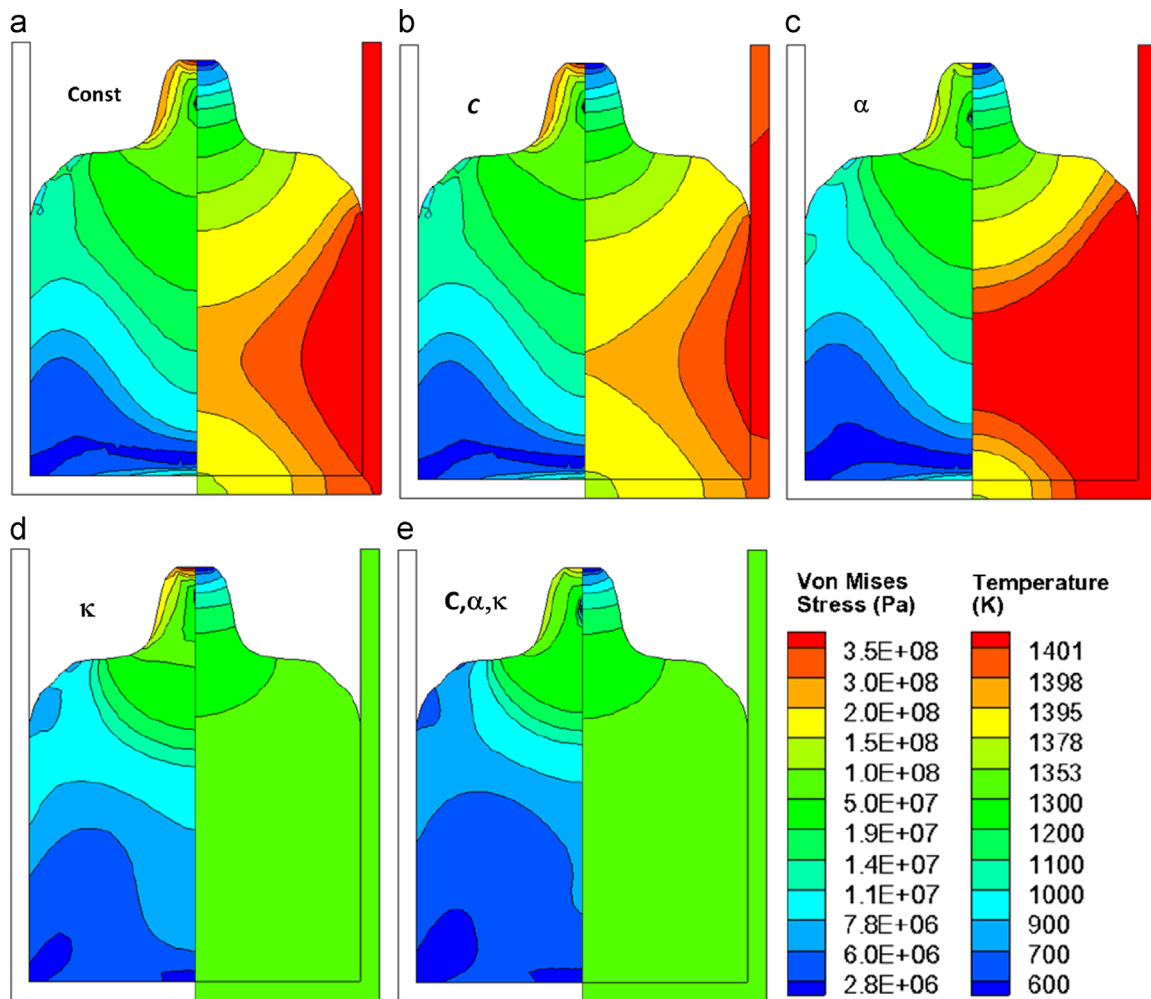 a
b
c
Const
c
α
d
e
κ
C,α,κ
Von Mises Stress (Pa)
Temperature (K)
3.5E+08
3.0E+08
2.0E+08
1.5E+08
1.0E+08
5.0E+07
1.9E+07
1.4E+07
1.1E+07
7.8E+06
6.0E+06
2.8E+06
1401
1398
1395
1378
1353
1300
1200
1100
1000
900
700
600